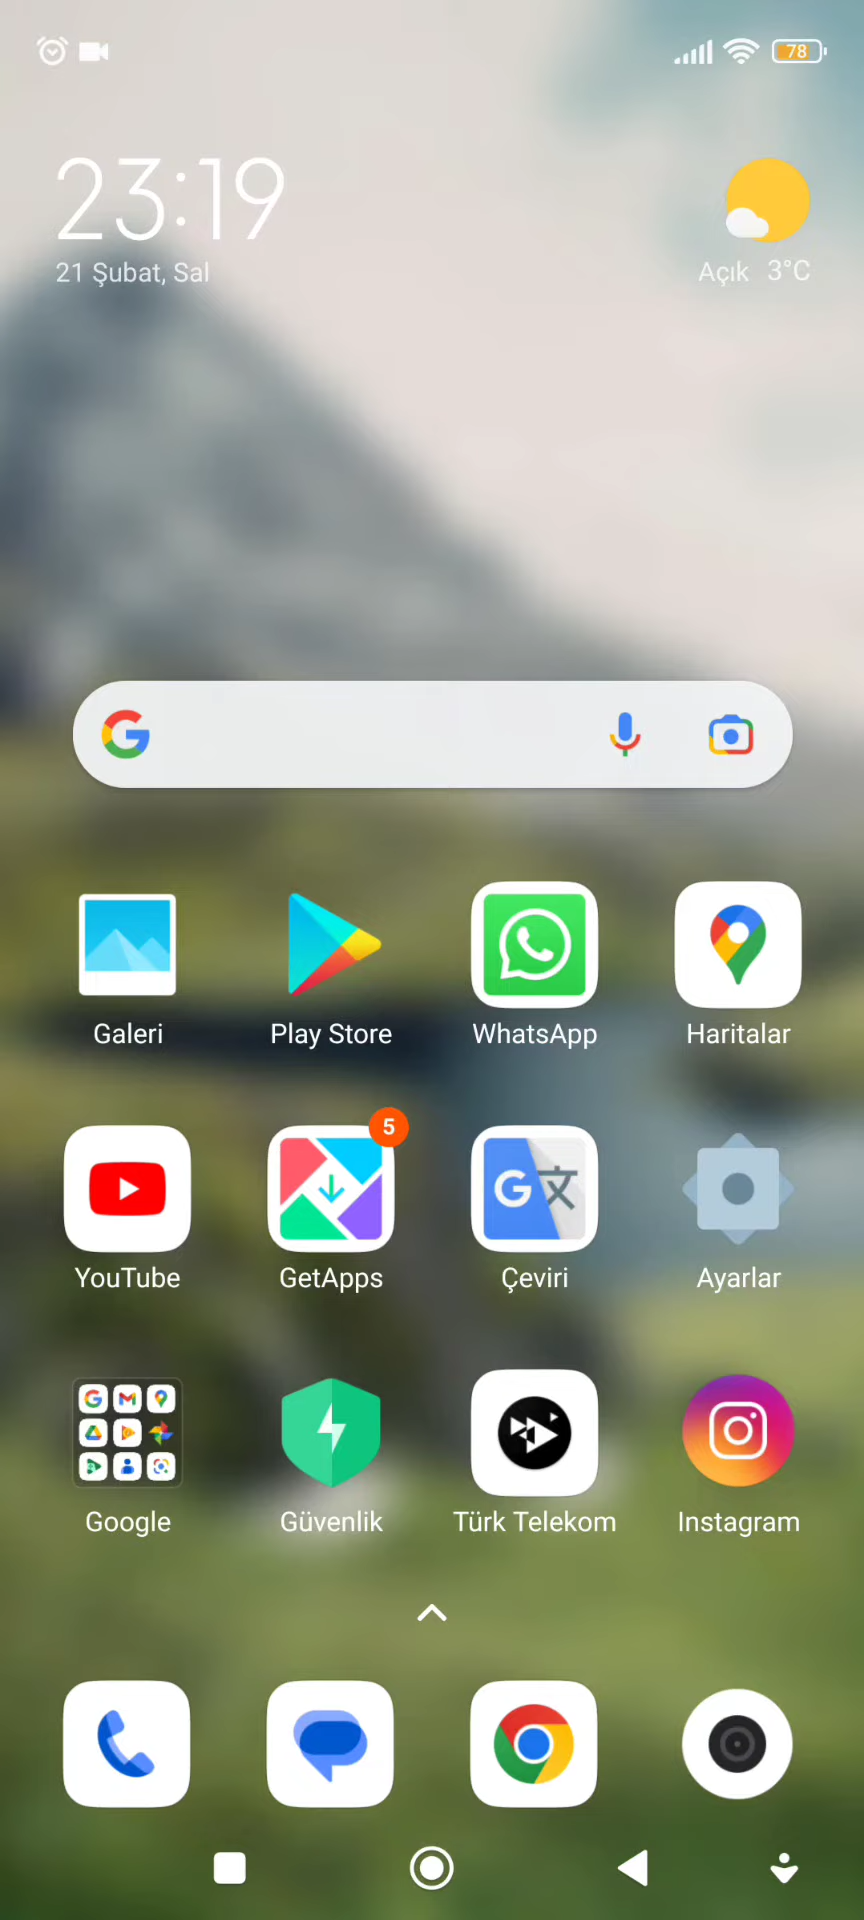 78
23:19
21 Şubat, Sal
Açık 3°C
Galeri
Play Store
WhatsApp
Haritalar
5
YouTube
GetApps
Çeviri
Ayarlar
Google
Güvenlik
Türk Telekom
Instagram